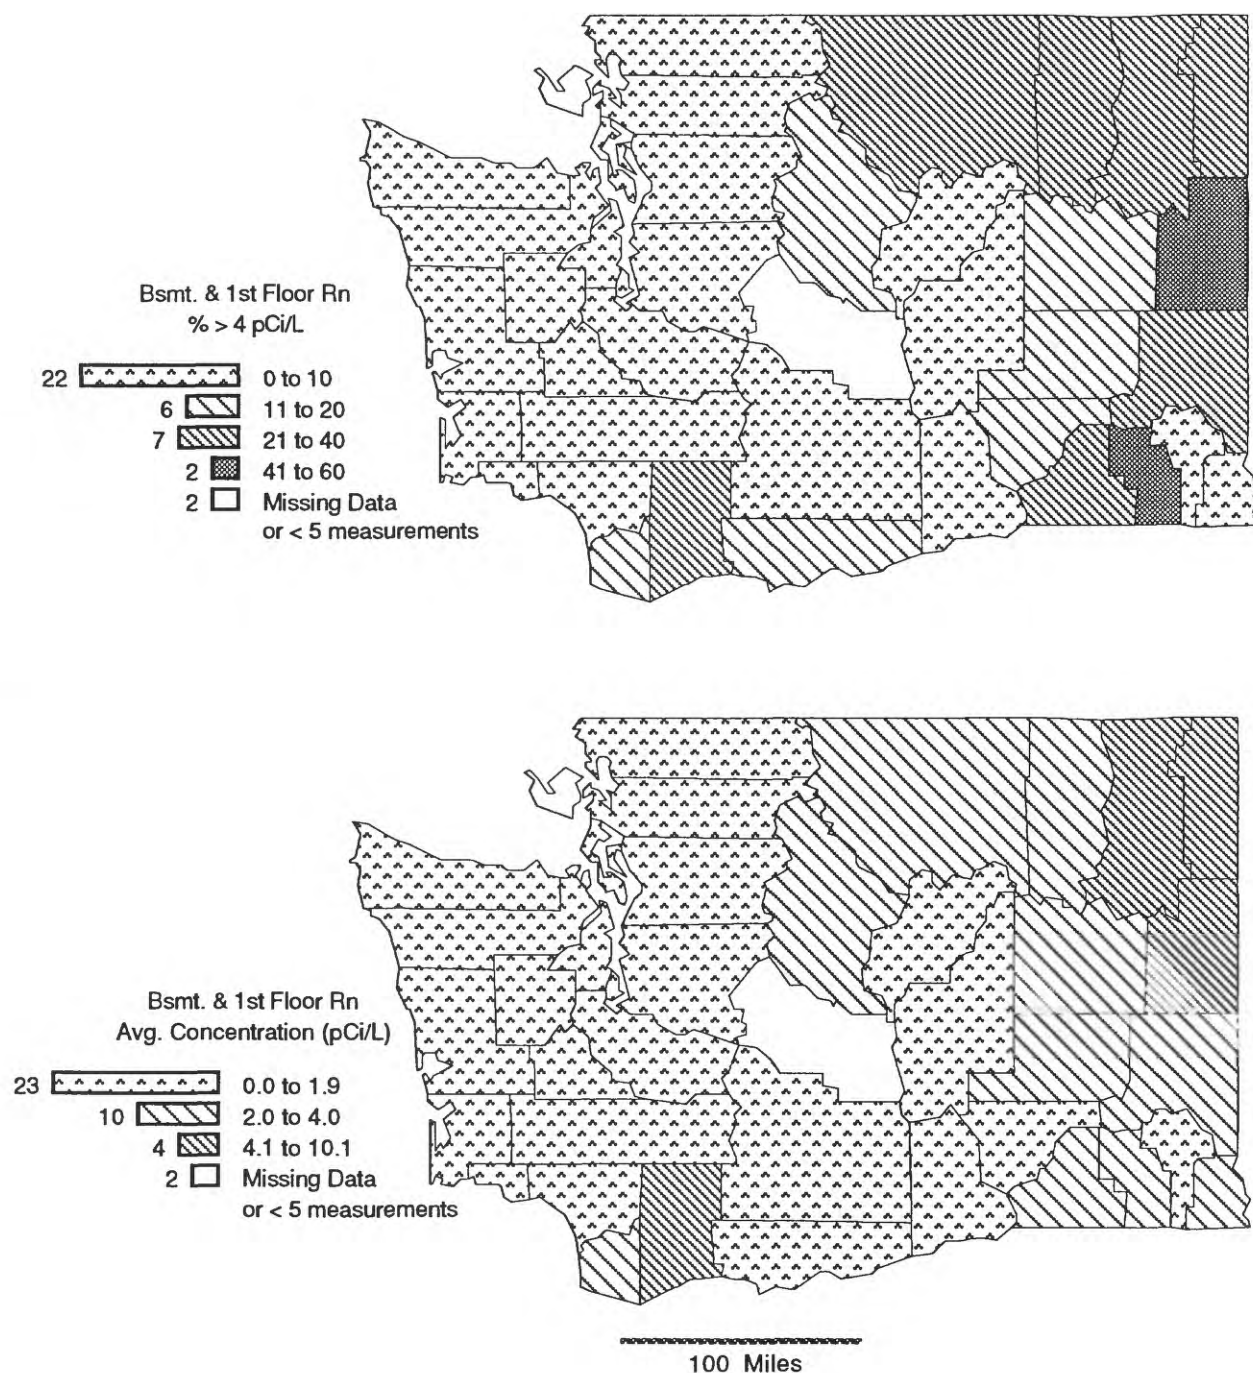 Bsmt. & 1st Floor Rn
% > 4 pCi/L
22 0 to 10
6 11 to 20
7 21 to 40
2 41 to 60
2 Missing Data
or < 5 measurements
Bsmt. & 1st Floor Rn
Avg. Concentration (pCi/L)
23 0.0 to 1.9
10 2.0 to 4.0
4 4.1 to 10.1
2 Missing Data
or < 5 measurements
100 Miles